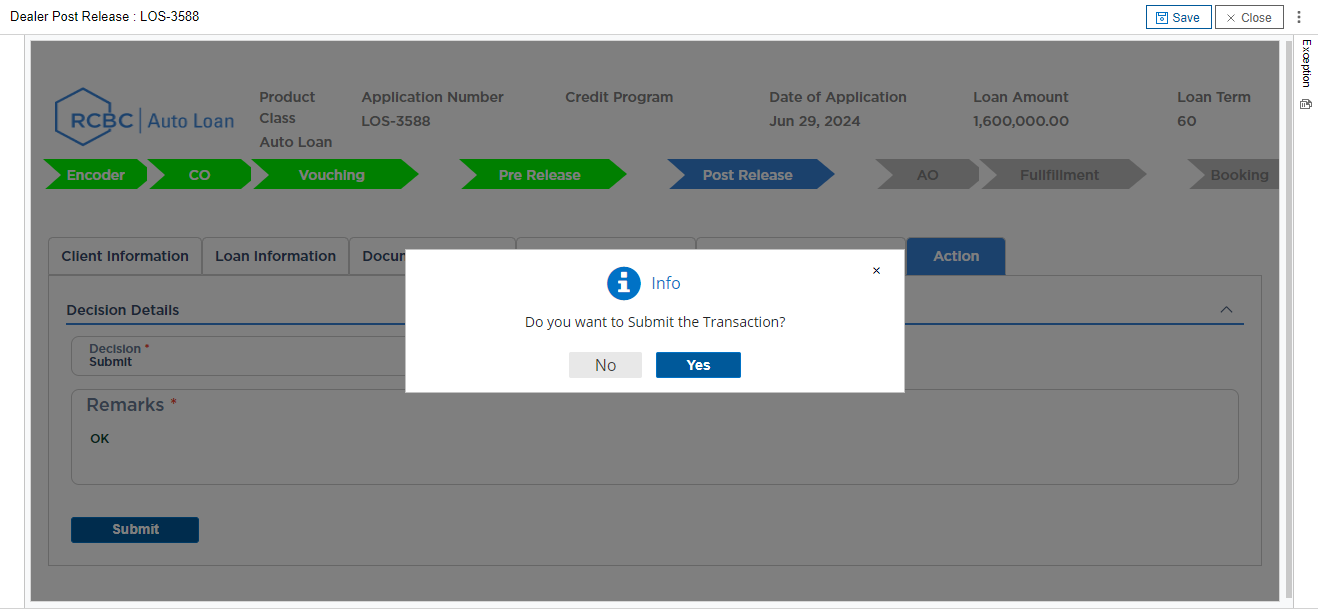 Dealer Post Release : LOS-3588
Save
Close
Exception
RCBC Auto Loan
Product Class
Auto Loan
Application Number
LOS-3588
Credit Program
Date of Application
Jun 29, 2024
Loan Amount
1,600,000.00
Loan Term
60
Encoder
CO
Vouching
Pre Release
Post Release
AO
Fullfillment
Booking
Client Information
Loan Information
Docum
Action
Info
Do you want to Submit the Transaction?
No
Yes
Decision Details
Decision *
Submit
Remarks *
OK
Submit